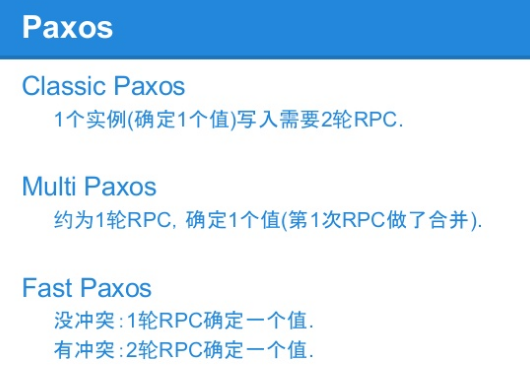 Paxos
Classic Paxos
1个实例(确定1个值)写入需要2轮RPC.
Multi Paxos
约为1轮RPC, 确定1个值(第1次RPC做了合并).
Fast Paxos
没冲突:1轮RPC确定一个值.
有冲突:2轮RPC确定一个值.